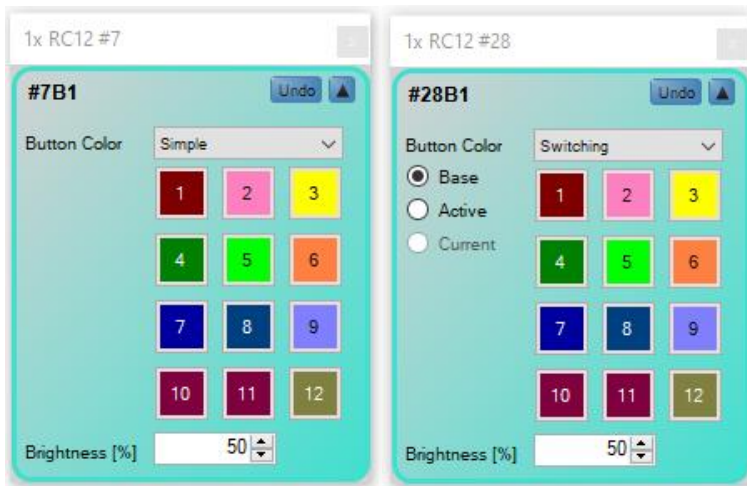 1x RC12 #7
#7B1
Undo
▲
Button Color
Simple
1 2 3
4 5 6
7 8 9
10 11 12
Brightness [%]
50
1x RC12 #28
#28B1
Undo
▲
Button Color
Switching
Base
Active
Current
1 2 3
4 5 6
7 8 9
10 11 12
Brightness [%]
50